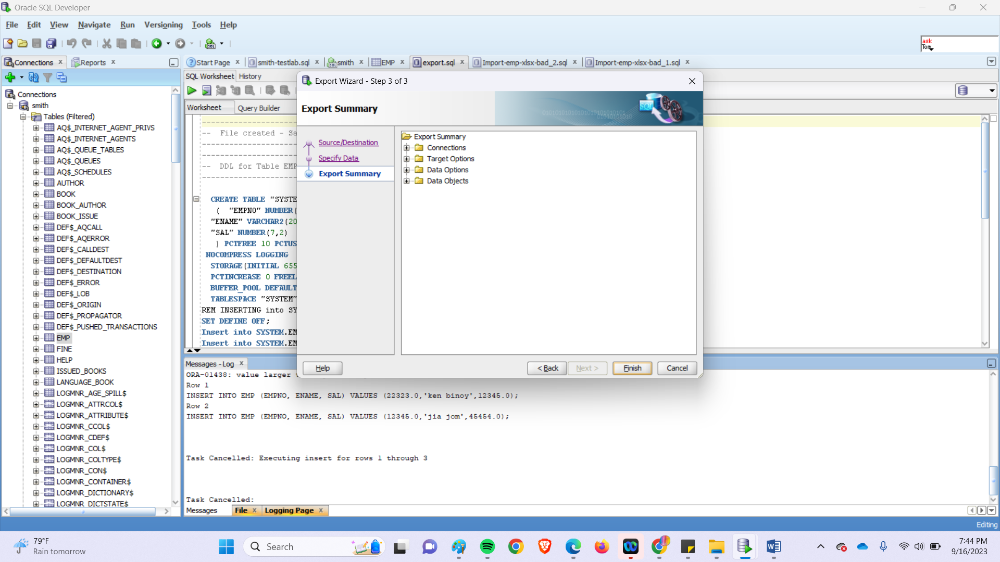 Oracle SQL Developer
File Edit View Navigate Run Versioning Tools Help
ask
Tom
Connections
Reports
Start Page
smith-testlab.sql
smith
EMP
export.sql
Import-emp-xlsx-bad_2.sql
Import-emp-xlsx-bad_1.sql
SQL Worksheet History
Worksheet Query Builder
Connections
smith
Tables (Filtered)
AQ$_INTERNET_AGENT_PRIVS
AQ$_INTERNET_AGENTS
AQ$_QUEUE_TABLES
AQ$_QUEUES
AQ$_SCHEDULES
AUTHOR
BOOK
BOOK_AUTHOR
BOOK_ISSUE
DEF$_AQCALL
DEF$_AQERROR
DEF$_CALLDEST
DEF$_DEFAULTDEST
DEF$_DESTINATION
DEF$_ERROR
DEF$_LOB
DEF$_ORIGIN
DEF$_PROPAGATOR
DEF$_PUSHED_TRANSACTIONS
EMP
FINE
HELP
ISSUED_BOOKS
LANGUAGE_BOOK
LOGMNR_AGE_SPILL$
LOGMNR_ATTRCOL$
LOGMNR_ATTRIBUTE$
LOGMNR_CCOL$
LOGMNR_CDEF$
LOGMNR_COL$
LOGMNR_COLTYPE$
LOGMNR_CON$
LOGMNR_CONTAINER$
LOGMNR_DICTIONARY$
LOGMNR_DICTSTATE$
-- File created - Sa
-- DDL for Table EMP
CREATE TABLE "SYSTE
( "EMPNO" NUMBER(
"ENAME" VARCHAR2(20
"SAL" NUMBER(7,2)
) PCTFREE 10 PCTUS
NOCOMPRESS LOGGING
STORAGE(INITIAL 655
PCTINCREASE 0 FREEL
BUFFER_POOL DEFAULT
TABLESPACE "SYSTEM"
REM INSERTING into SY
SET DEFINE OFF;
Insert into SYSTEM.EM
Insert into SYSTEM.EM
Export Wizard - Step 3 of 3
Export Summary
SQL
Source/Destination
Specify Data
Export Summary
Export Summary
Connections
Target Options
Data Options
Data Objects
Help
< Back
Next >
Finish
Cancel
Messages - Log
ORA-01438: value larger
Row 1
INSERT INTO EMP (EMPNO, ENAME, SAL) VALUES (22323.0,'ken binoy',12345.0);
Row 2
INSERT INTO EMP (EMPNO, ENAME, SAL) VALUES (12345.0,'jia jom',45454.0);
Task Cancelled: Executing insert for rows 1 through 3
Task Cancelled:
Messages
File
Logging Page
Editing
79°F
Rain tomorrow
Search
7:44 PM
9/16/2023